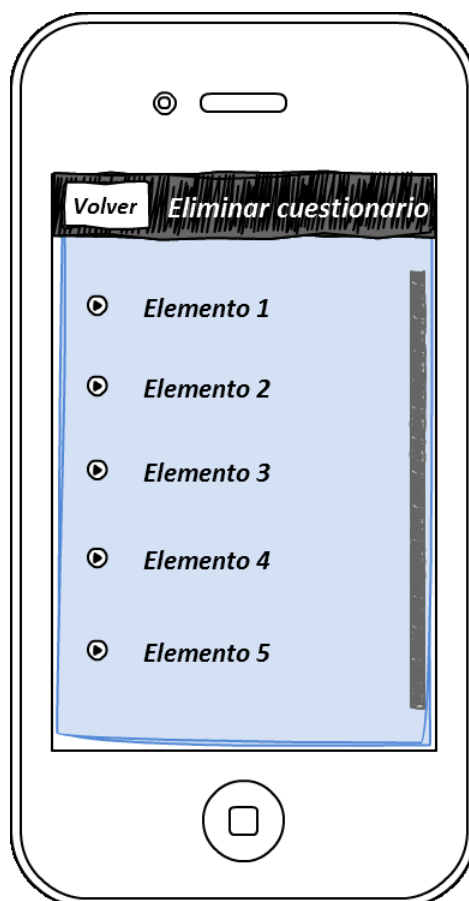 Volver Eliminar cuestionario
Elemento 1
Elemento 2
Elemento 3
Elemento 4
Elemento 5